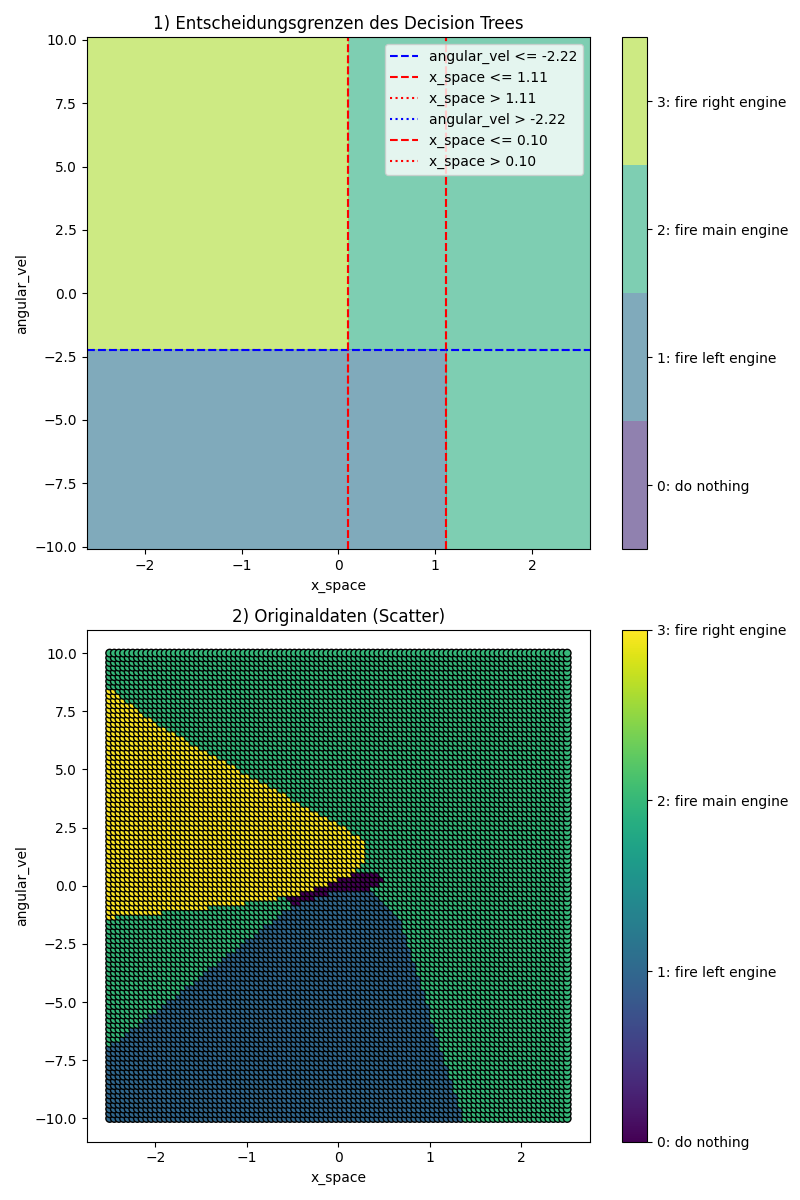 1) Entscheidungsgrenzen des Decision Trees
10.0
7.5
5.0
2.5
0.0
−2.5
−5.0
−7.5
−10.0
angular_vel
−2
−1
0
1
2
x_space
angular_vel <= -2.22
x_space <= 1.11
x_space > 1.11
angular_vel > -2.22
x_space <= 0.10
x_space > 0.10
3: fire right engine
2: fire main engine
1: fire left engine
0: do nothing
2) Originaldaten (Scatter)
10.0
7.5
5.0
2.5
0.0
−2.5
−5.0
−7.5
−10.0
angular_vel
−2
−1
0
1
2
x_space
3: fire right engine
2: fire main engine
1: fire left engine
0: do nothing